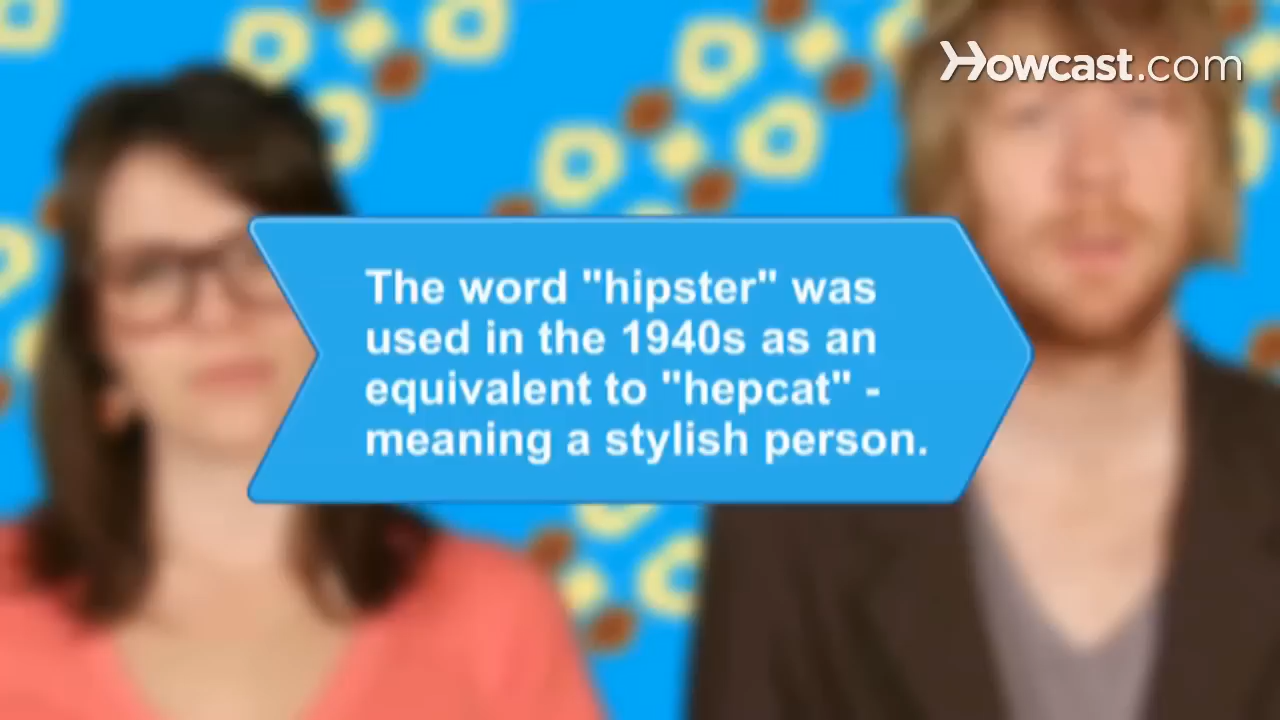 Howcast.com
The word "hipster" was
used in the 1940s as an
equivalent to "hepcat" -
meaning a stylish person.